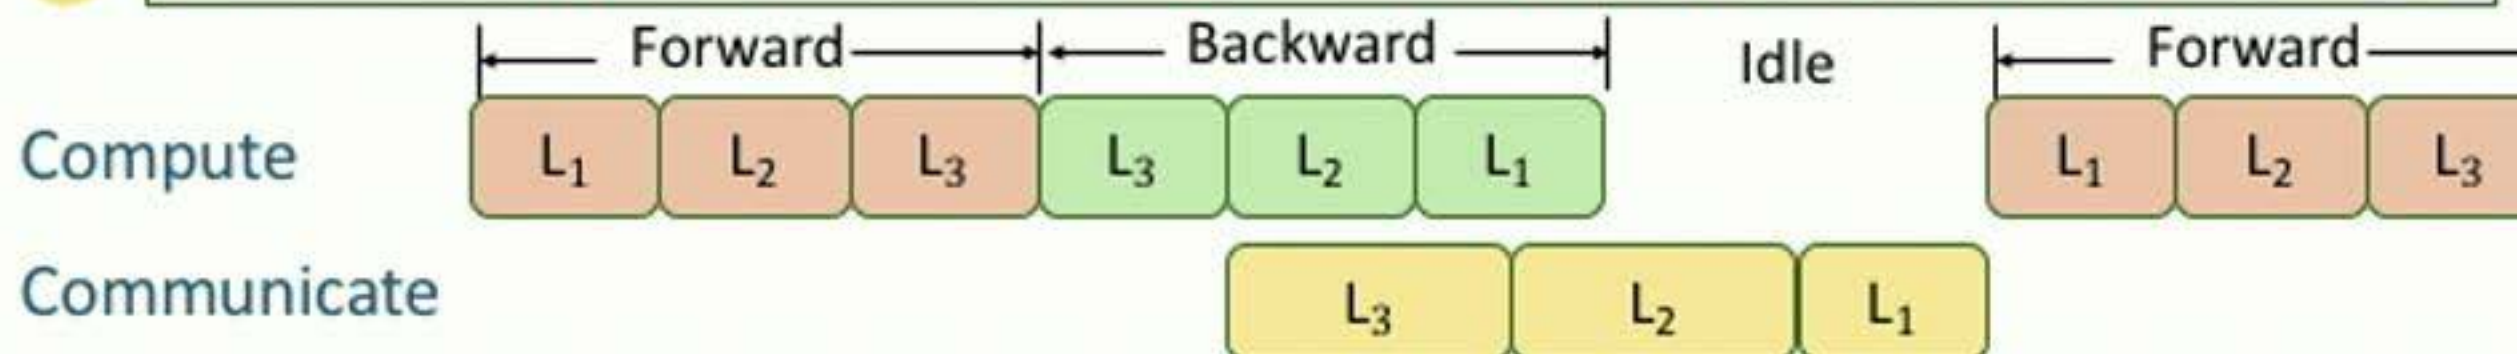 Forward Backward Idle Forward
Compute L₁ L₂ L₃ L₃ L₂ L₁ L₁ L₂ L₃
Communicate L₃ L₂ L₁